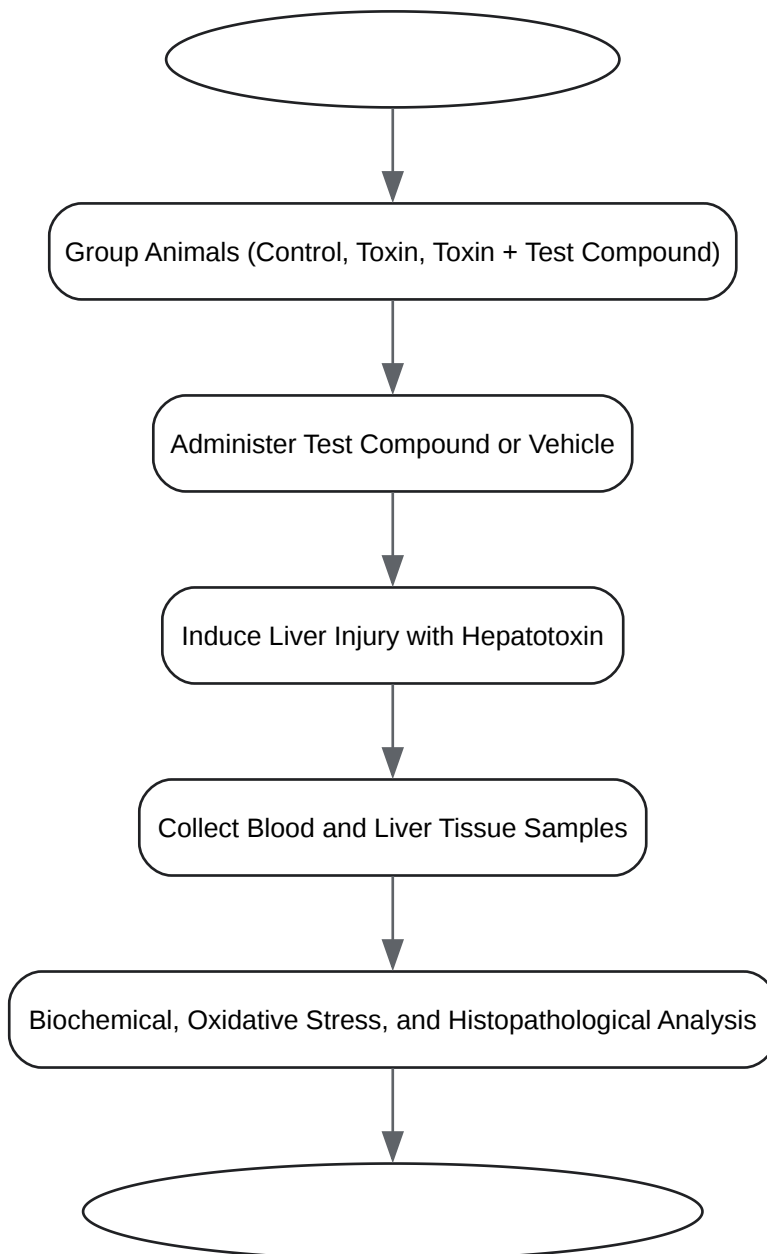 Group Animals (Control, Toxin, Toxin + Test Compound)
Administer Test Compound or Vehicle
Induce Liver Injury with Hepatotoxin
Collect Blood and Liver Tissue Samples
Biochemical, Oxidative Stress, and Histopathological Analysis